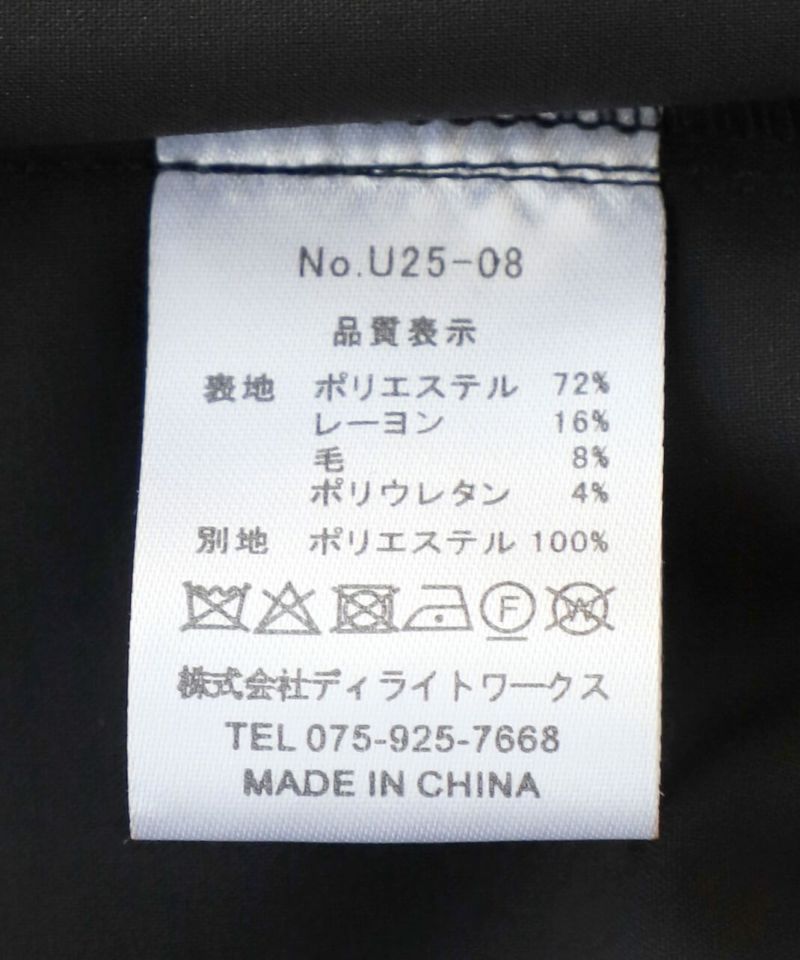 No.U25-08
品質表示
表地 ポリエステル 72%
レーヨン 16%
毛 8%
ポリウレタン 4%
別地 ポリエステル 100%
F W
株式会社ディライトワークス
TEL 075-925-7668
MADE IN CHINA